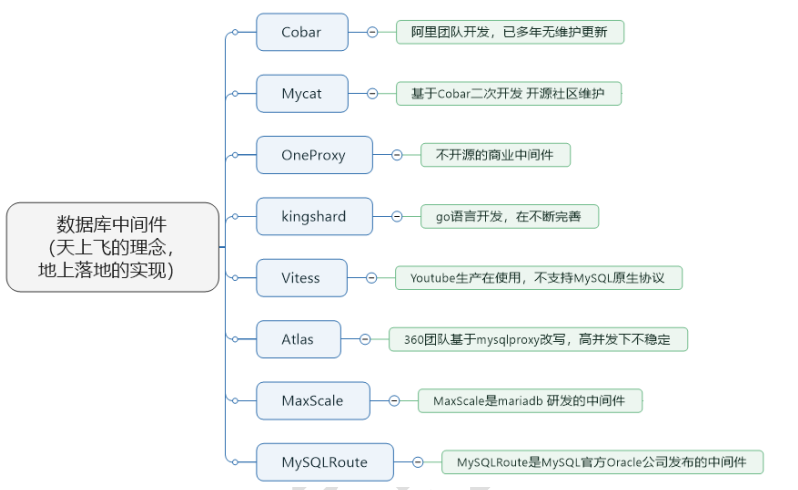 Cobar
阿里团队开发，已多年无维护更新
Mycat
基于Cobar二次开发 开源社区维护
OneProxy
不开源的商业中间件
kingshard
go语言开发，在不断完善
数据库中间件
（天上飞的理念，
地上落地的实现）
Vitess
Youtube生产在使用，不支持MySQL原生协议
Atlas
360团队基于mysqlproxy改写，高并发下不稳定
MaxScale
MaxScale是mariadb 研发的中间件
MySQLRoute
MySQLRoute是MySQL官方Oracle公司发布的中间件